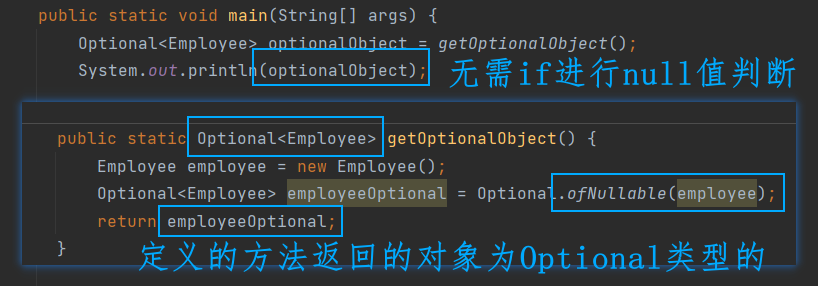 public static void main(String[] args) {
Optional<Employee> optionalObject = getOptionalObject();
System.out.println(optionalObject);
无需if进行null值判断
public static Optional<Employee> getOptionalObject() {
Employee employee = new Employee();
Optional<Employee> employeeOptional = Optional.ofNullable(employee);
return employeeOptional;
}
定义的方法返回的对象为Optional类型的